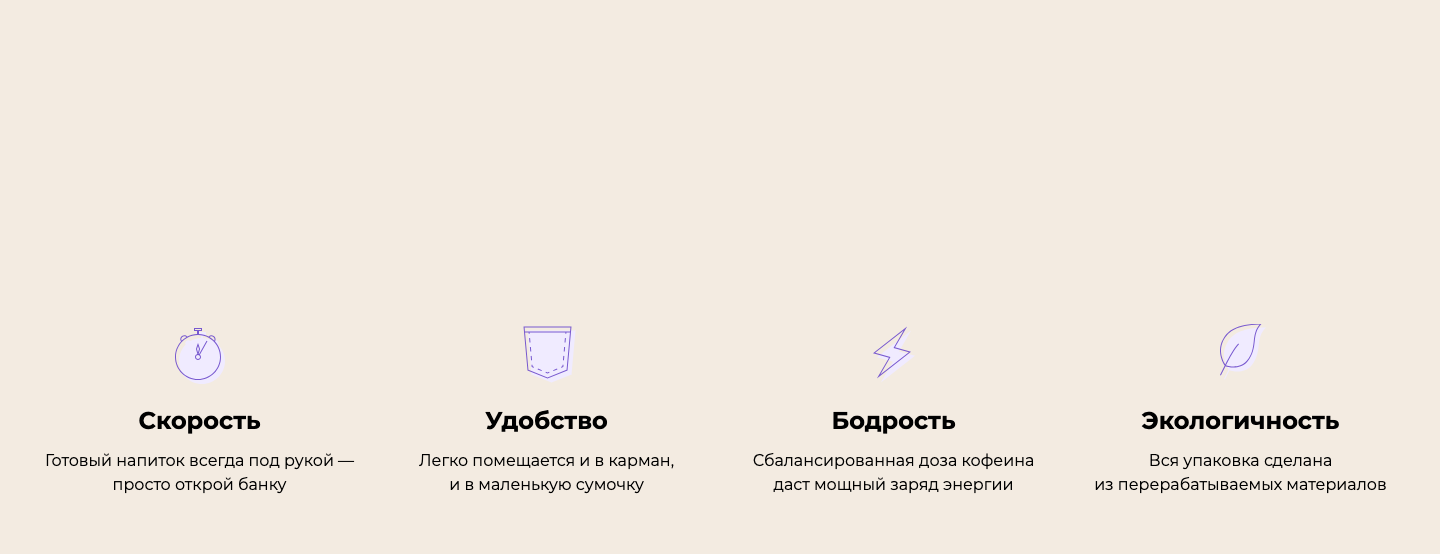 Скорость
Готовый напиток всегда под рукой —
просто открой банку
Удобство
Легко помещается и в карман,
и в маленькую сумочку
Бодрость
Сбалансированная доза кофеина
даст мощный заряд энергии
Экологичность
Вся упаковка сделана
из перерабатываемых материалов